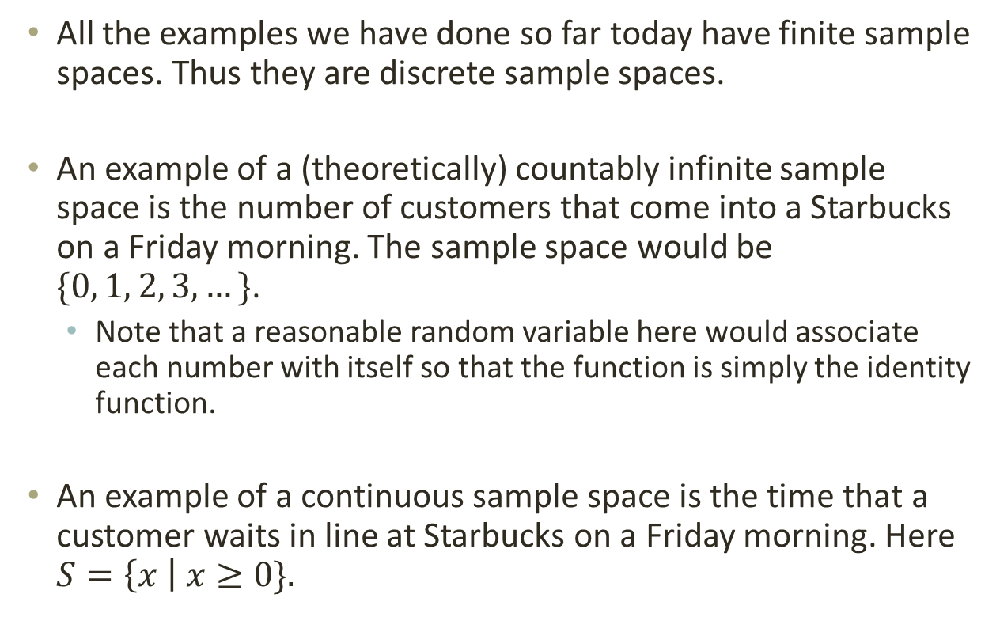 • All the examples we have done so far today have finite sample
spaces. Thus they are discrete sample spaces.
• An example of a (theoretically) countably infinite sample
space is the number of customers that come into a Starbucks
on a Friday morning. The sample space would be
{0, 1, 2, 3, … }.
• Note that a reasonable random variable here would associate
each number with itself so that the function is simply the identity
function.
• An example of a continuous sample space is the time that a
customer waits in line at Starbucks on a Friday morning. Here
𝑆 = {𝑥 | 𝑥 ≥ 0}.